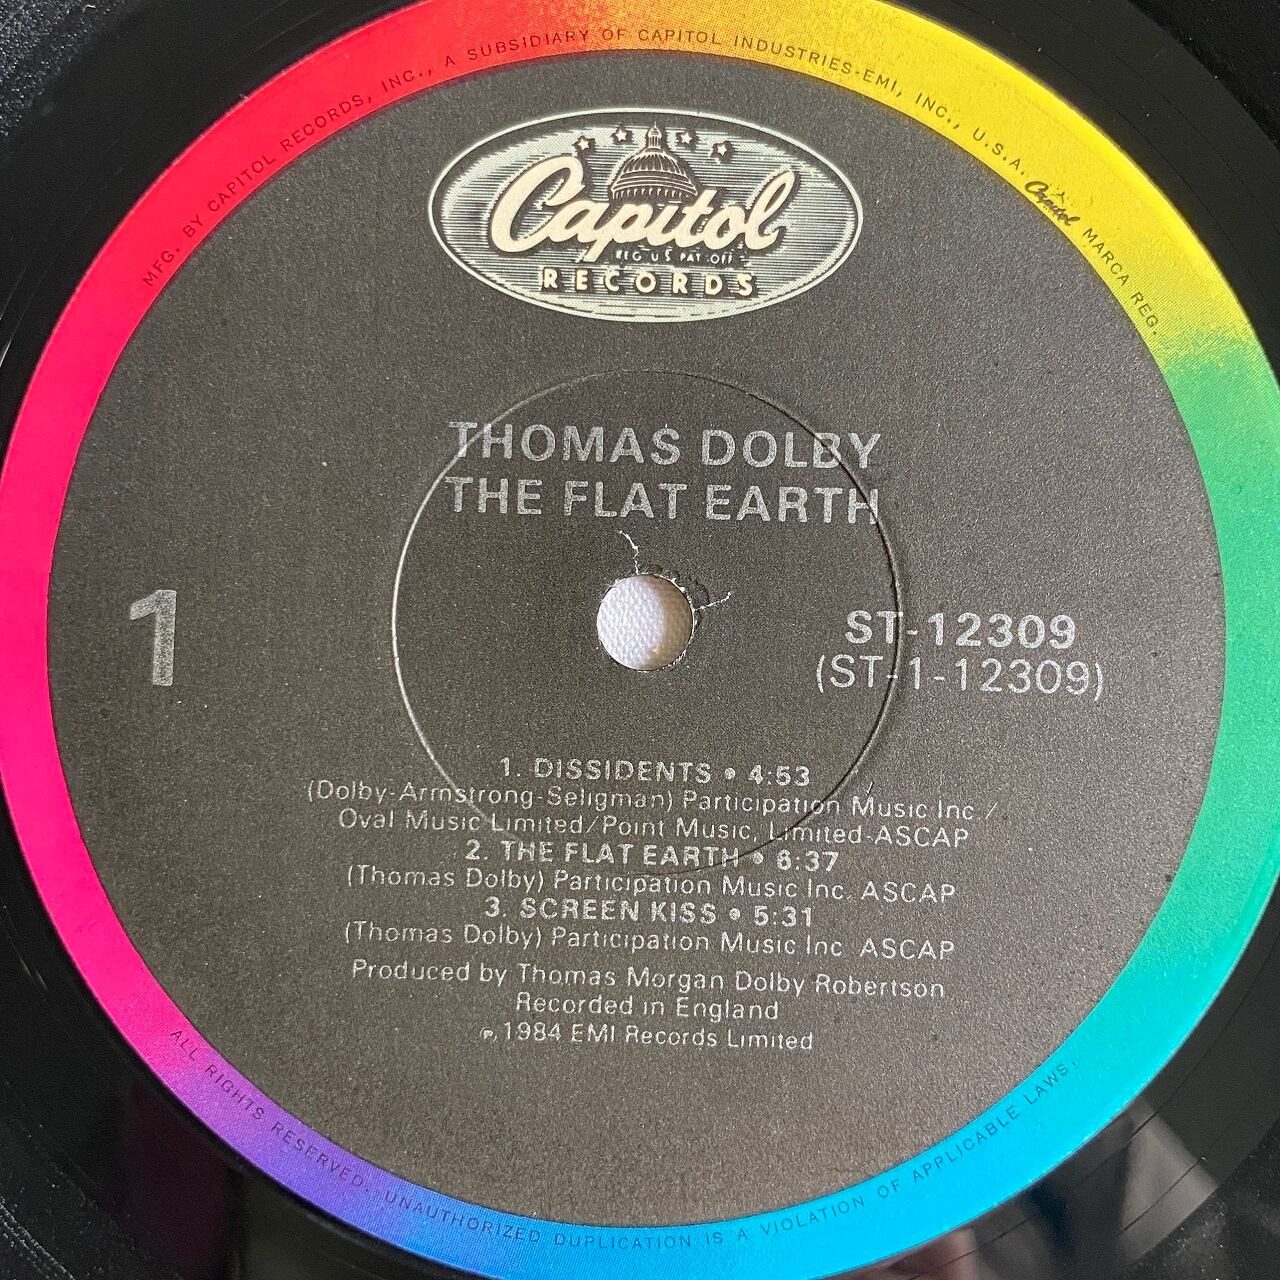 MFG. BY CAPITOL RECORDS, INC., A SUBSIDIARY OF CAPITOL INDUSTRIES-EMI, INC., U.S.A. Capitol MARCA REG.
Capitol
REG U S PAT OFF
RECORDS
THOMAS DOLBY
THE FLAT EARTH
1
ST-12309
(ST-1-12309)
1. DISSIDENTS • 4:53
(Dolby-Armstrong-Seligman) Participation Music Inc /
Oval Music Limited/Point Music, Limited-ASCAP
2. THE FLAT EARTH • 6:37
(Thomas Dolby) Participation Music Inc. ASCAP
3. SCREEN KISS • 5:31
(Thomas Dolby) Participation Music Inc ASCAP
Produced by Thomas Morgan Dolby Robertson
Recorded in England
℗ 1984 EMI Records Limited
ALL RIGHTS RESERVED. UNAUTHORIZED DUPLICATION IS A VIOLATION OF APPLICABLE LAWS.